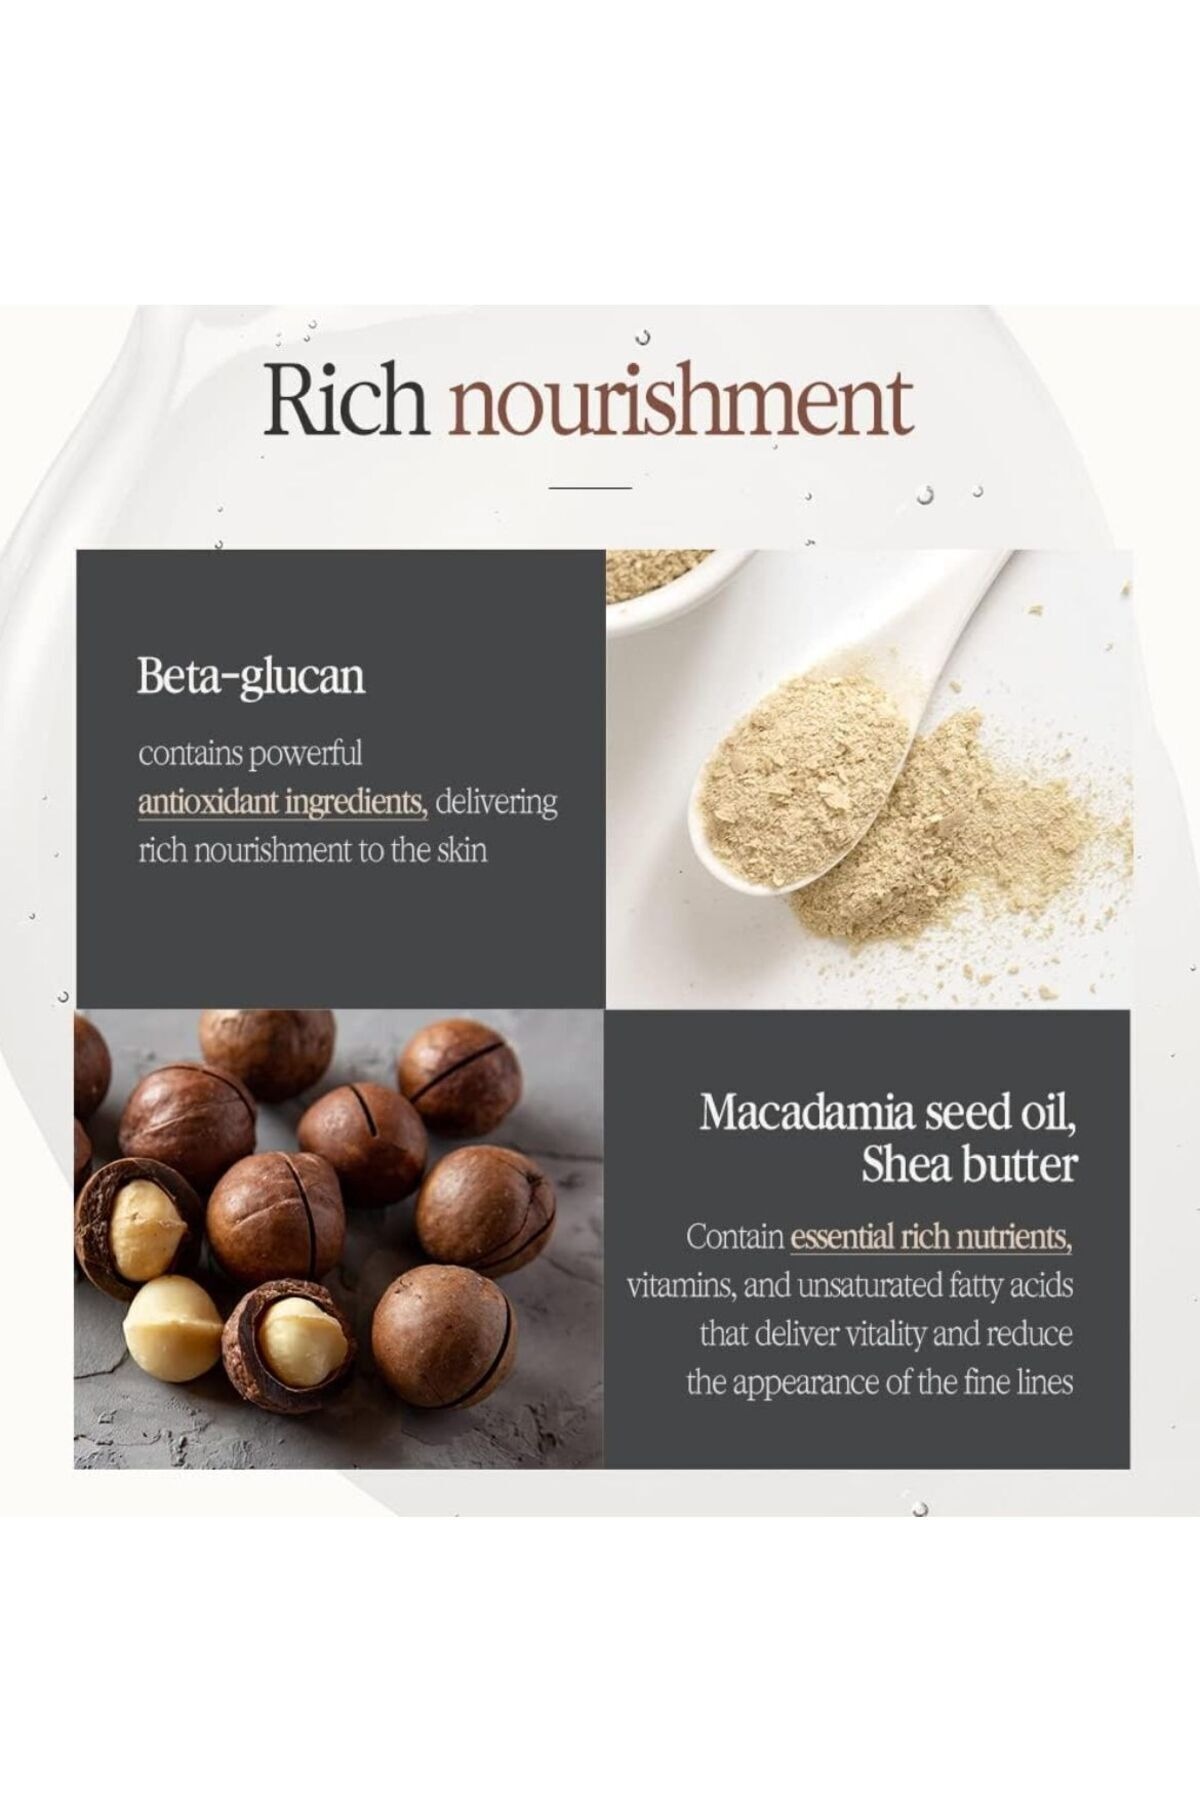 Rich nourishment
Beta-glucan
contains powerful
antioxidant ingredients, delivering
rich nourishment to the skin
Macadamia seed oil,
Shea butter
Contain essential rich nutrients,
vitamins, and unsaturated fatty acids
that deliver vitality and reduce
the appearance of the fine lines